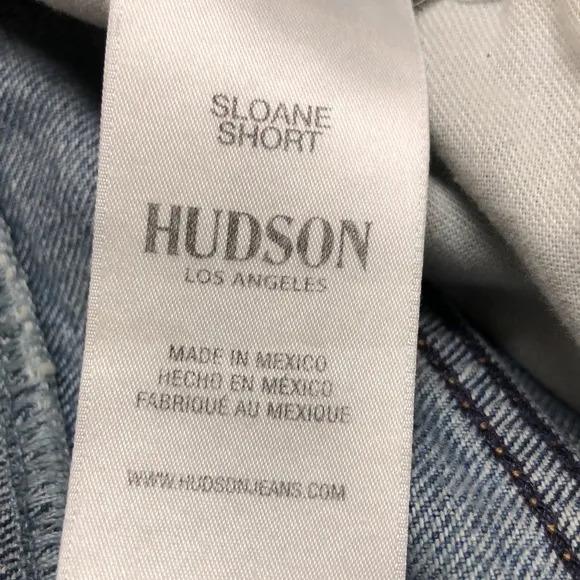 SLOANE
SHORT
HUDSON
LOS ANGELES
MADE IN MEXICO
HECHO EN MÉXICO
FABRIQUÉ AU MEXIQUE
WWW.HUDSONJEANS.COM